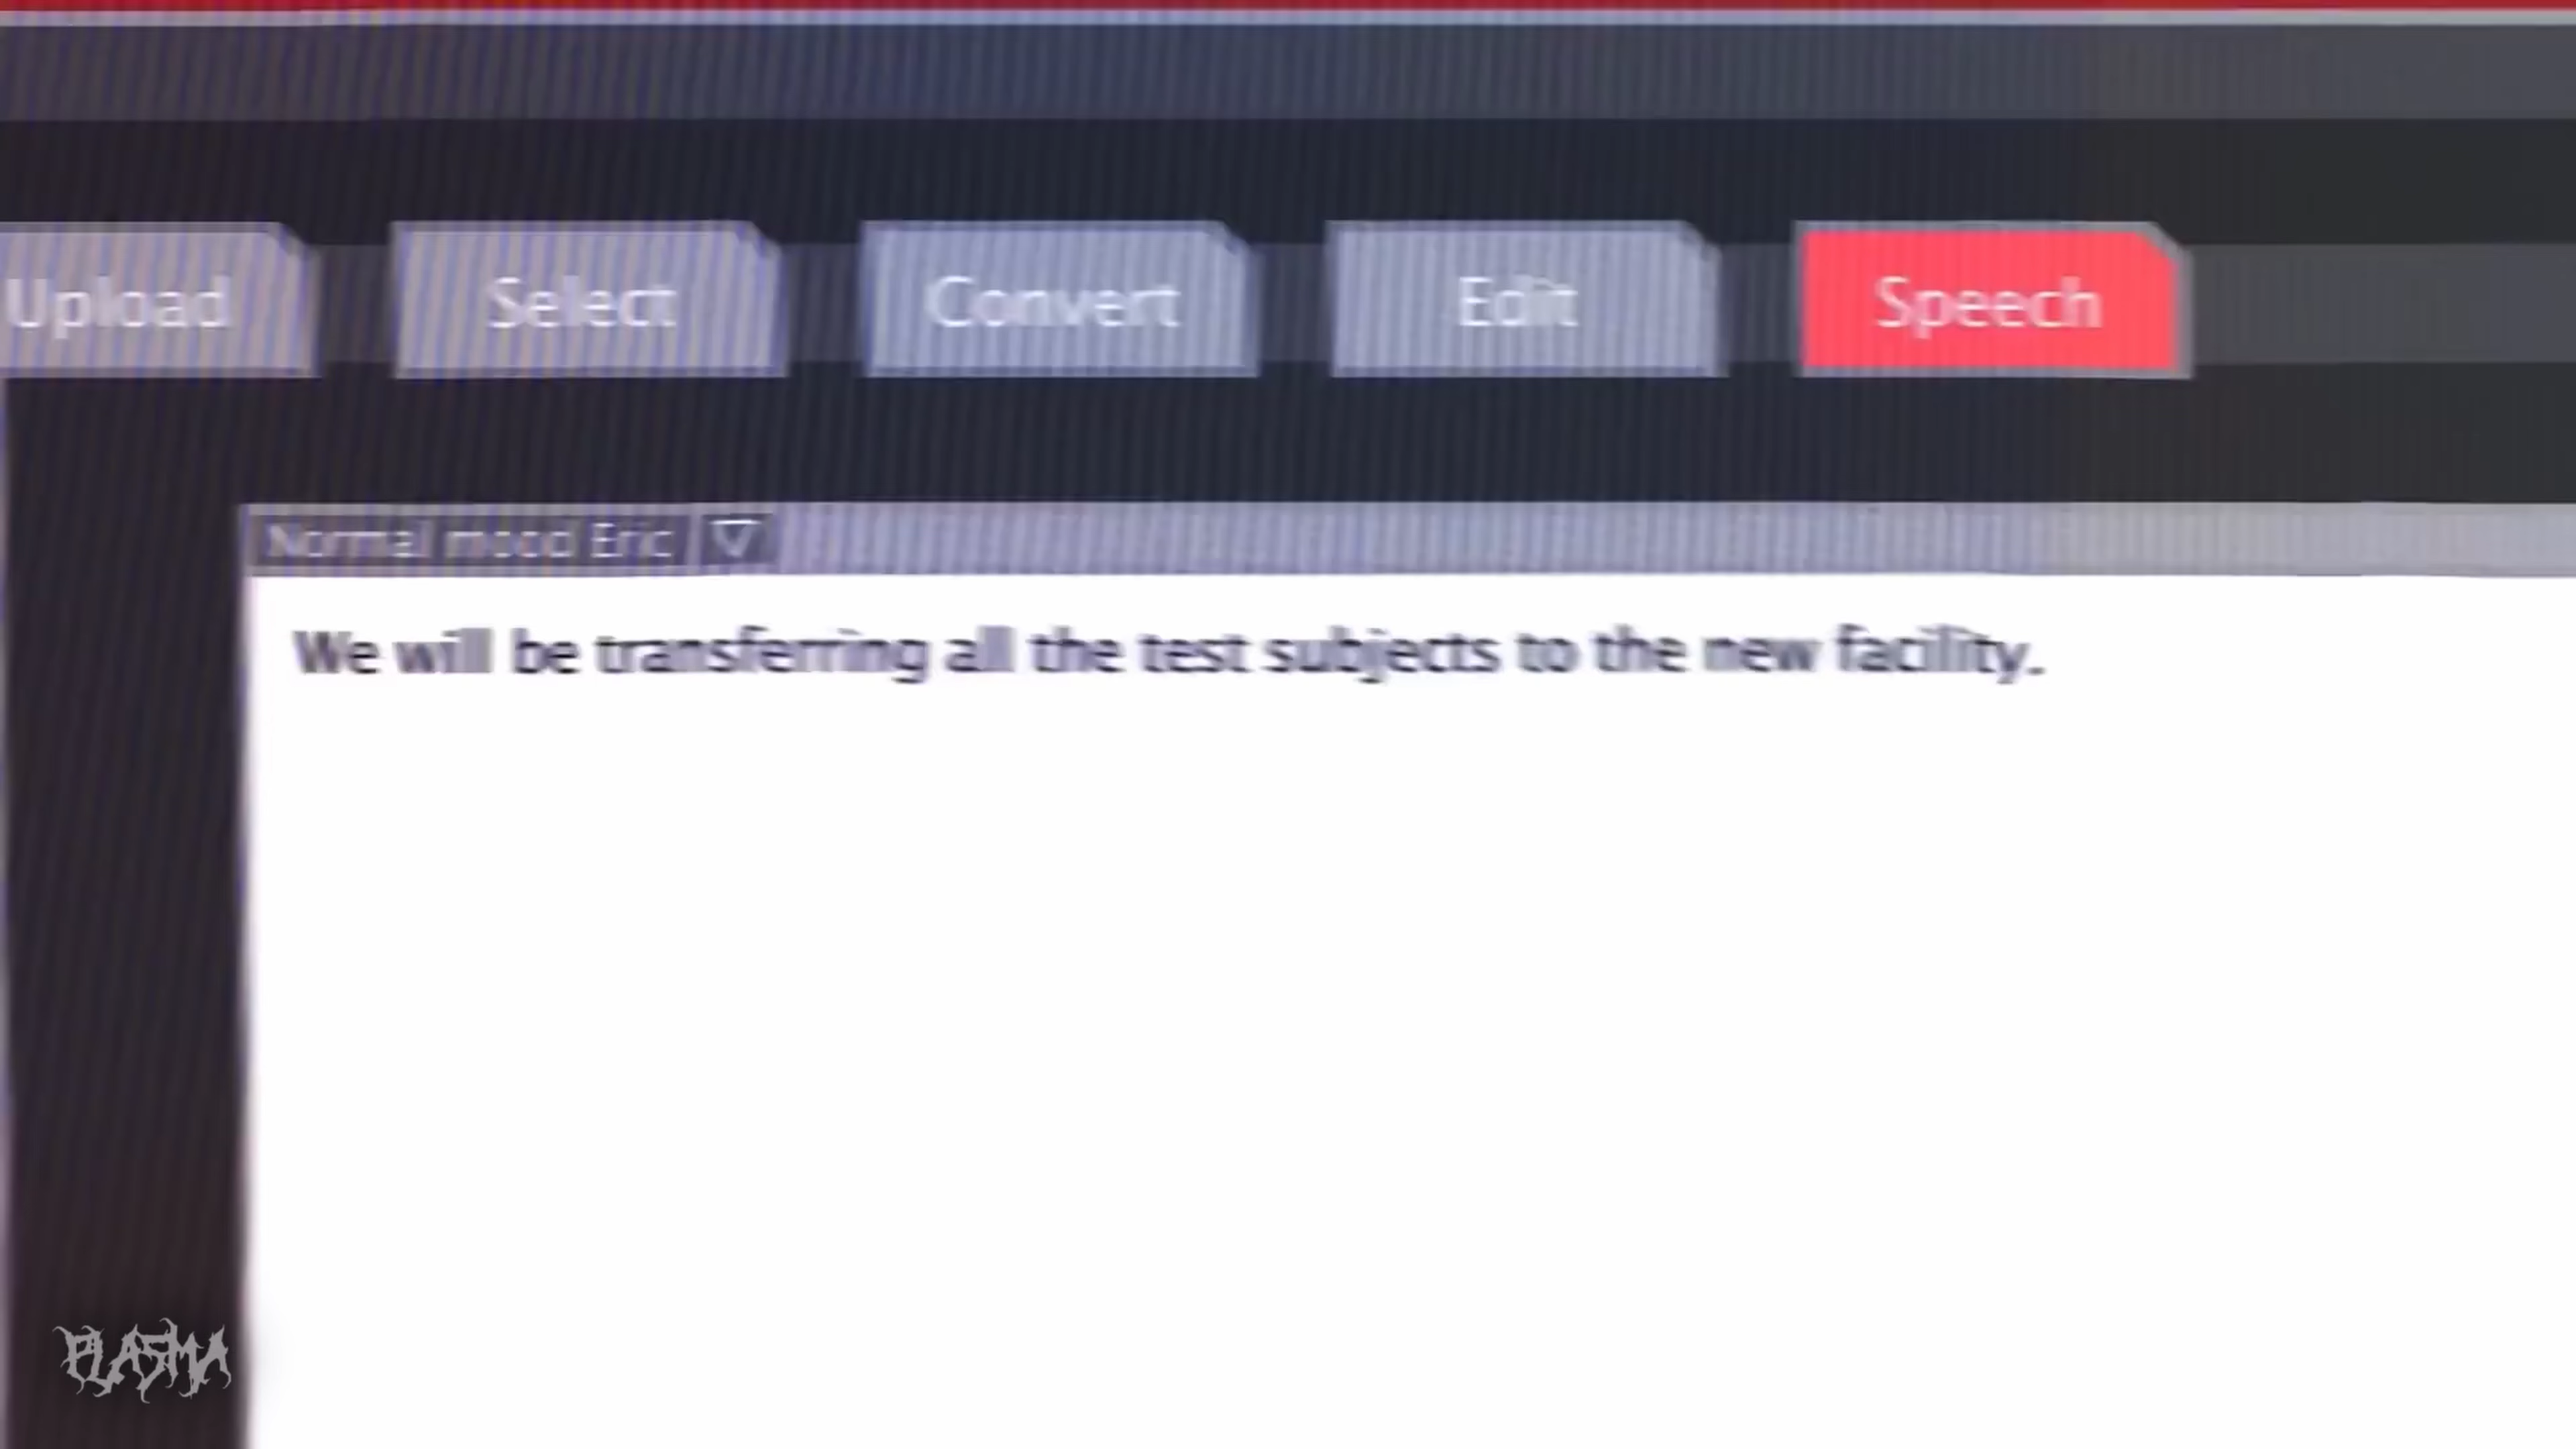 Upload
Select
Convert
Edit
Speech
Normal mood Eric
We will be transferring all the test subjects to the new facility.
PLASMA